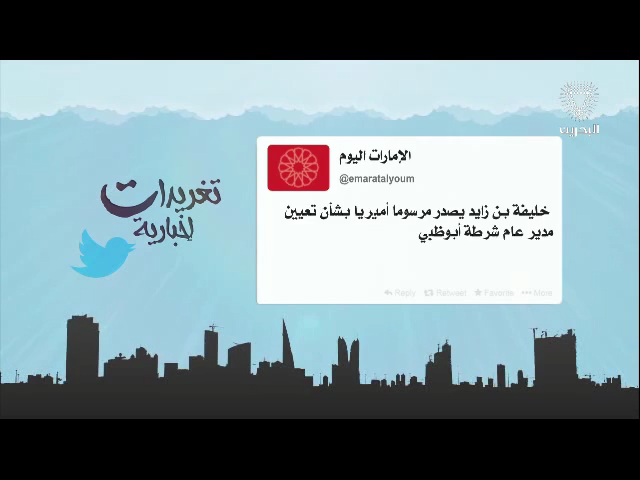 البحرين
الإمارات اليوم
@emaratalyoum
تغريدات
إخبارية
خليفة بن زايد يصدر مرسوما أميريا بشأن تعيين
مدير عام شرطة أبوظبي
Reply Retweet Favorite More